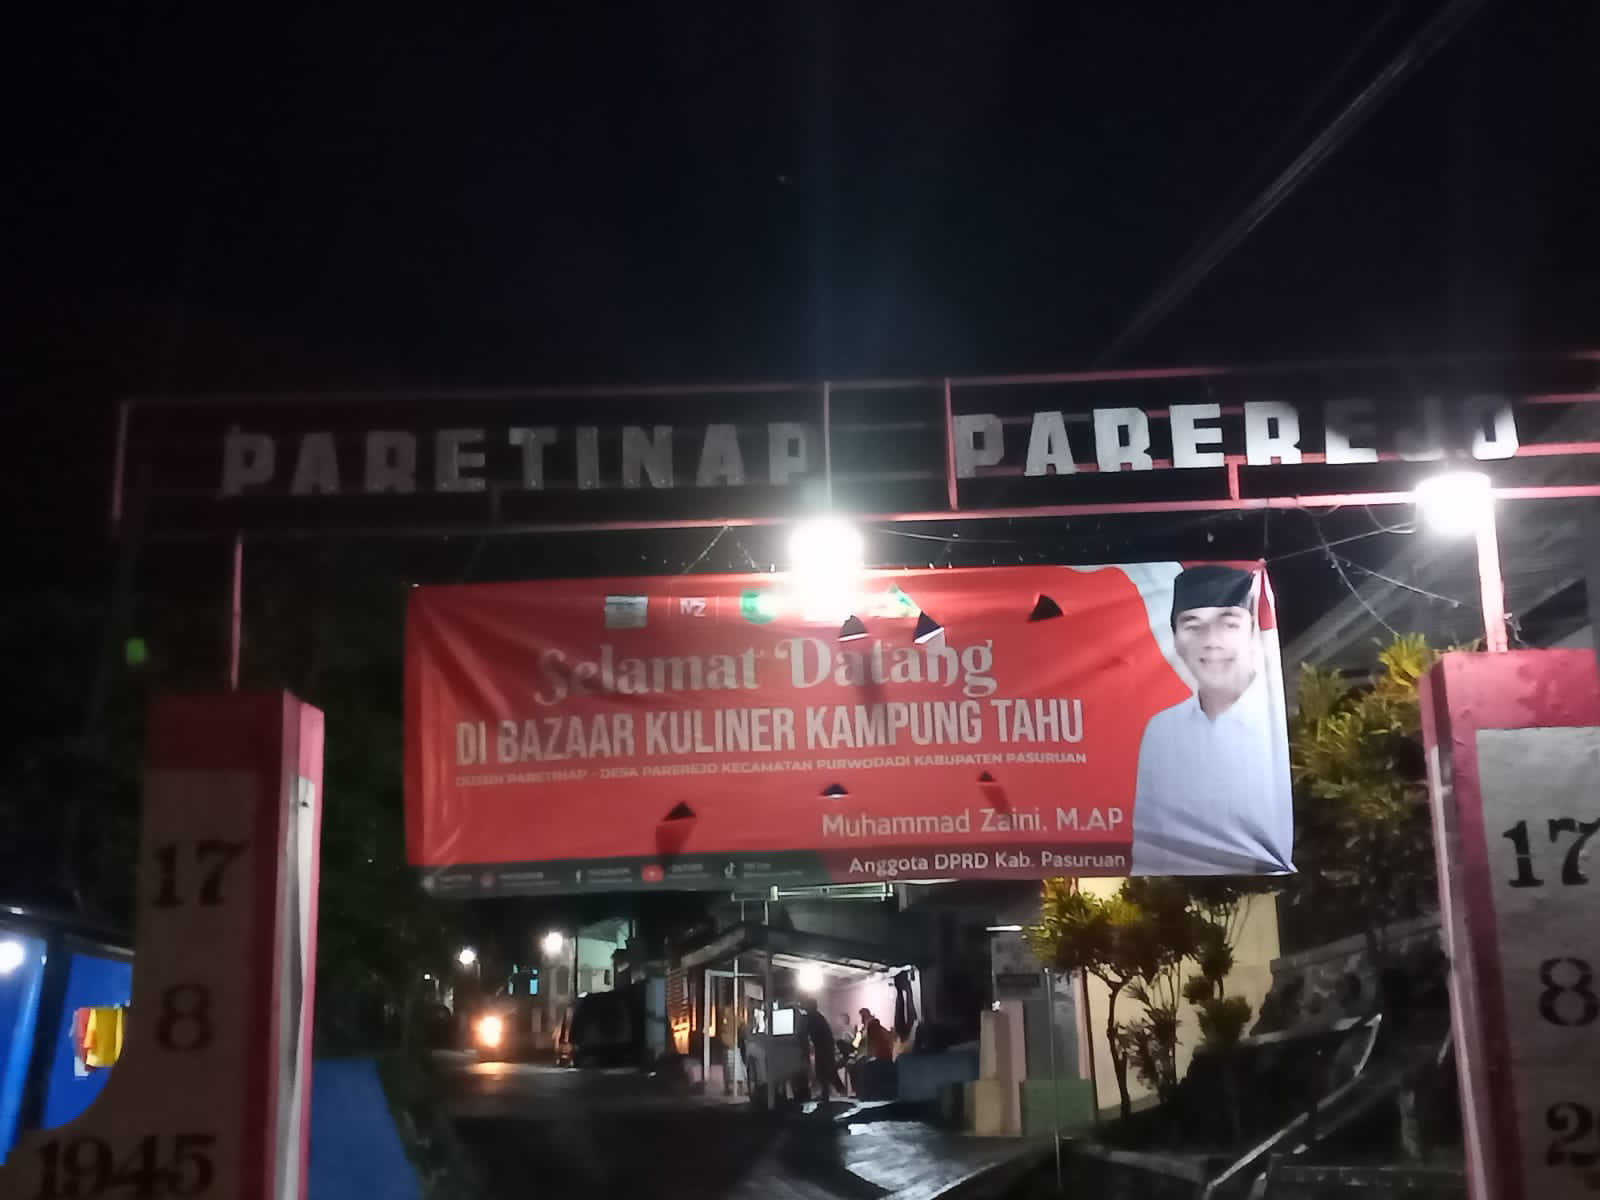 PARETINAP PAREREJO
MZ
Selamat Datang
DI BAZAAR KULINER KAMPUNG TAHU
DUSUN PARETINAP - DESA PAREREJO KECAMATAN PURWODADI KABUPATEN PASURUAN
Muhammad Zaini, M.AP
Anggota DPRD Kab. Pasuruan
17
8
1945
17
8